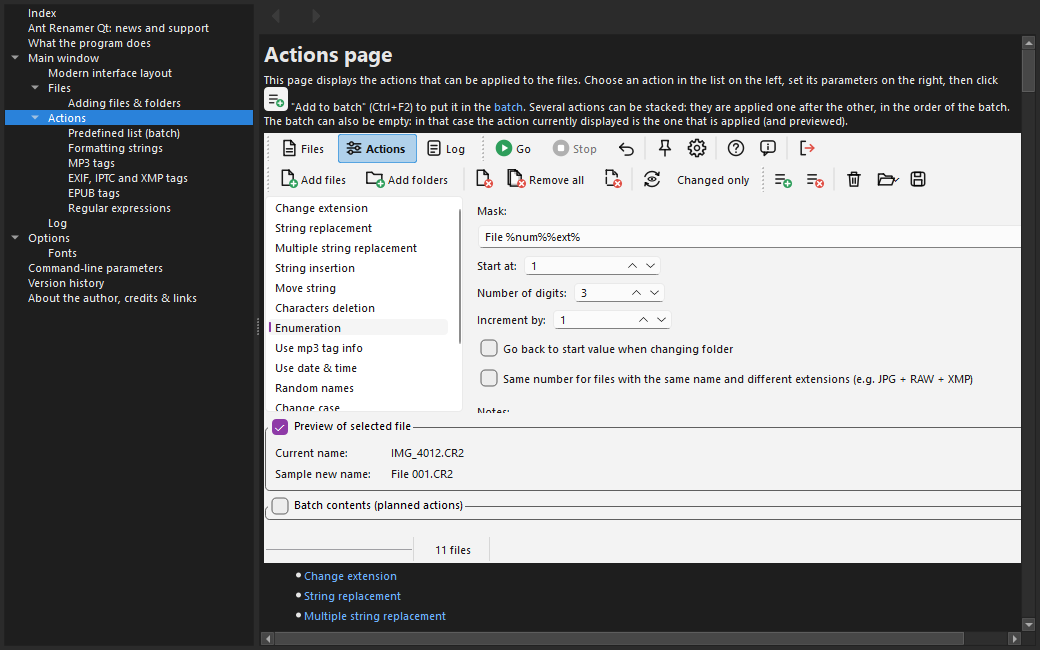 Index
Ant Renamer Qt: news and support
What the program does
Main window
Modern interface layout
Files
Adding files & folders
Actions
Predefined list (batch)
Formatting strings
MP3 tags
EXIF, IPTC and XMP tags
EPUB tags
Regular expressions
Log
Options
Fonts
Command-line parameters
Version history
About the author, credits & links
Actions page
This page displays the actions that can be applied to the files. Choose an action in the list on the left, set its parameters on the right, then click
"Add to batch" (Ctrl+F2) to put it in the batch. Several actions can be stacked: they are applied one after the other, in the order of the batch.
The batch can also be empty: in that case the action currently displayed is the one that is applied (and previewed).
Files Actions Log Go Stop
Add files Add folders Remove all Changed only
Change extension
String replacement
Multiple string replacement
String insertion
Move string
Characters deletion
Enumeration
Use mp3 tag info
Use date & time
Random names
Change case
Mask:
File %num%%ext%
Start at: 1
Number of digits: 3
Increment by: 1
Go back to start value when changing folder
Same number for files with the same name and different extensions (e.g. JPG + RAW + XMP)
Notes:
Preview of selected file
Current name: IMG_4012.CR2
Sample new name: File 001.CR2
Batch contents (planned actions)
11 files
Change extension
String replacement
Multiple string replacement